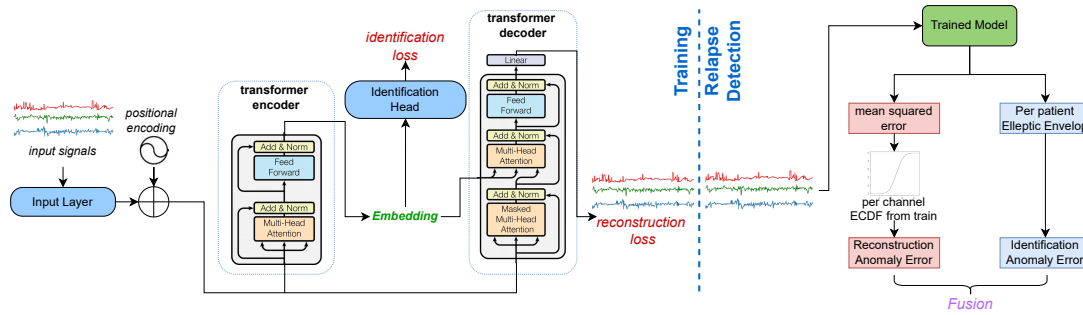 input signals
positional
encoding
Input Layer
transformer
encoder
Add & Norm
Feed
Forward
Add & Norm
Multi-Head
Attention
identification
loss
Identification
Head
Embedding
transformer
decoder
Linear
Add & Norm
Feed
Forward
Add & Norm
Multi-Head
Attention
Add & Norm
Masked
Multi-Head
Attention
reconstruction
loss
Training
Relapse
Detection
Trained Model
mean squared
error
per channel
ECDF from train
Reconstruction
Anomaly Error
Per patient
Elliptic Envelop
Identification
Anomaly Error
Fusion